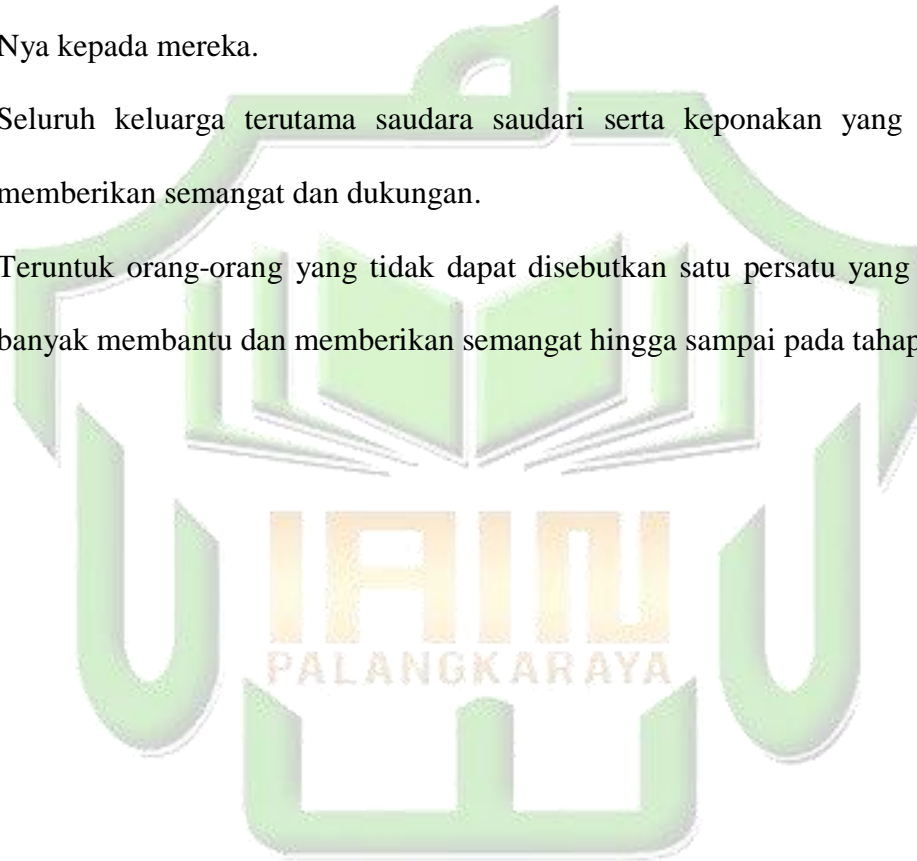 Nya kepada mereka.
Seluruh keluarga terutama saudara saudari serta keponakan yang
memberikan semangat dan dukungan.
Teruntuk orang-orang yang tidak dapat disebutkan satu persatu yang
banyak membantu dan memberikan semangat hingga sampai pada tahap
IAIN
PALANGKARAYA